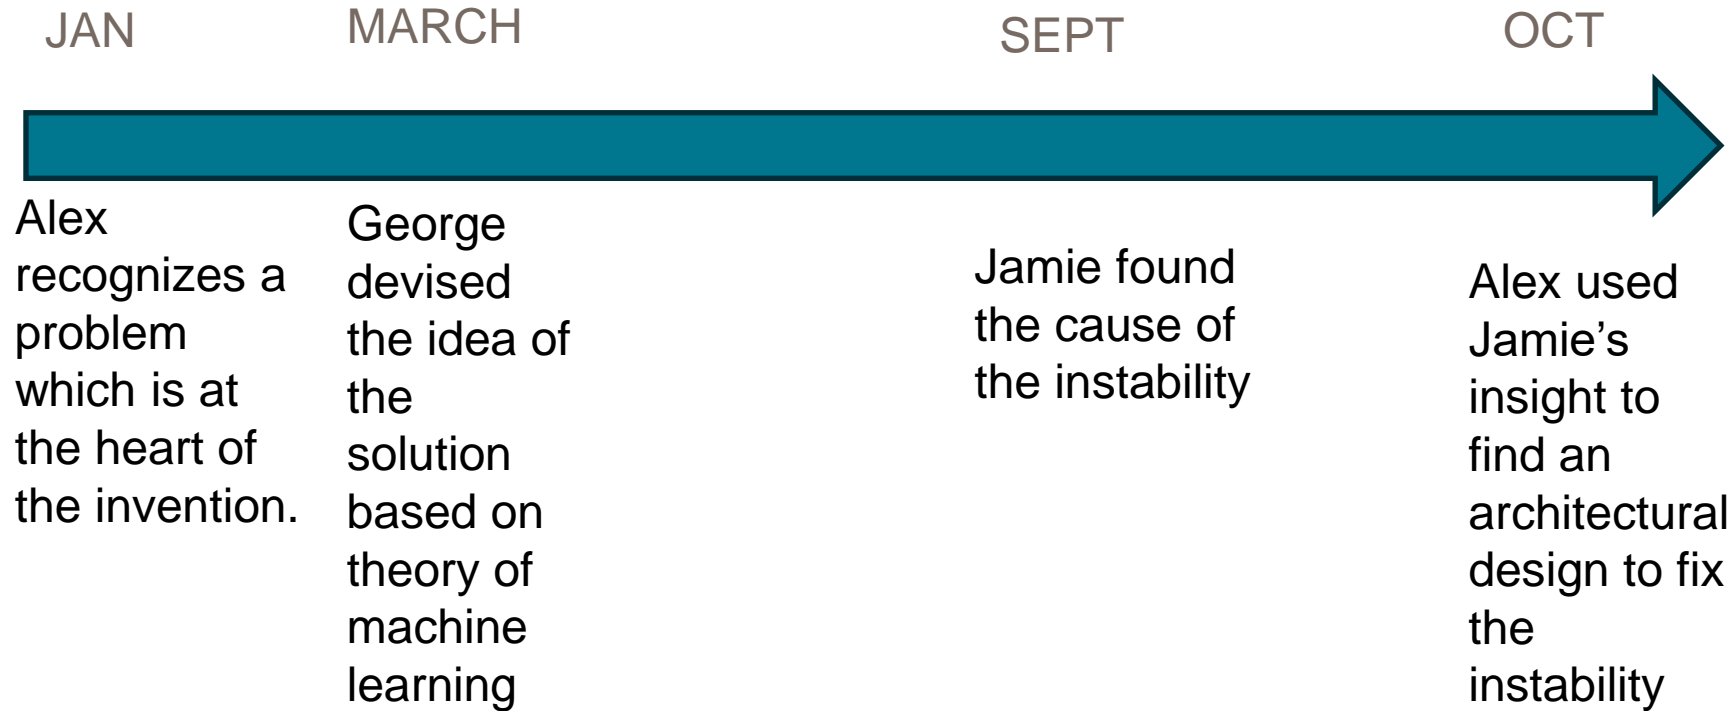 JAN
MARCH
SEPT
OCT
Alex
recognizes a
problem
which is at
the heart of
the invention.
George
devised
the idea of
the
solution
based on
theory of
machine
learning
Jamie found
the cause of
the instability
Alex used
Jamie’s
insight to
find an
architectural
design to fix
the
instability